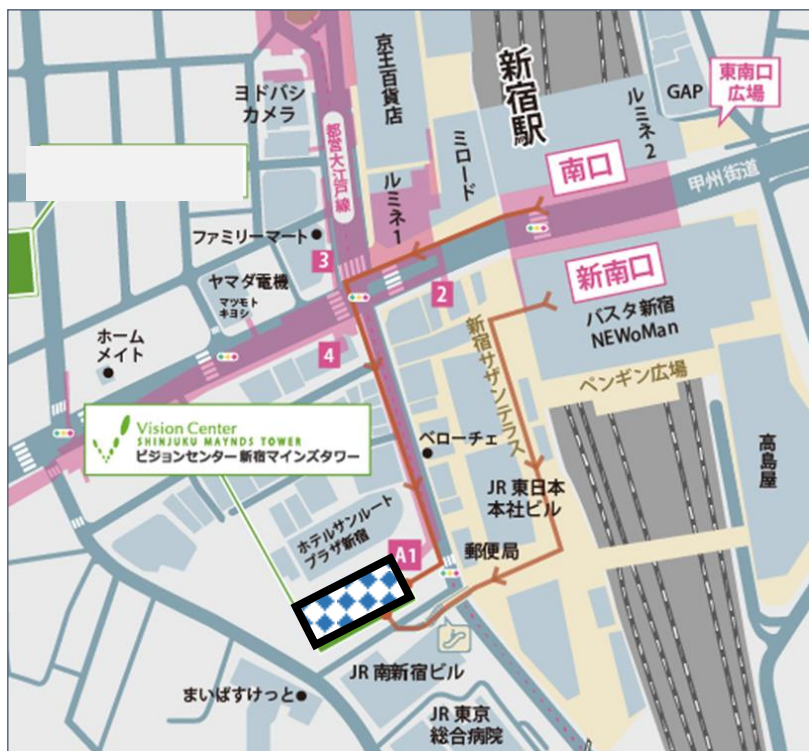 ヨドバシ
カメラ
京王百貨店
新宿駅
ルミネ2
GAP
東南口
広場
都営大江戸線
ルミネ1
ミロード
南口
甲州街道
ファミリーマート
3
2
新南口
バスタ新宿
NEWoMan
ヤマダ電機
マツモト
キヨシ
ホーム
メイト
4
新宿サザンテラス
ペンギン広場
Vision Center
SHINJUKU MAYNDS TOWER
ビジョンセンター新宿マインズタワー
ベローチェ
高島屋
JR東日本
本社ビル
ホテルサンルート
プラザ新宿
A1
郵便局
JR南新宿ビル
まいばすけっと
JR東京
総合病院